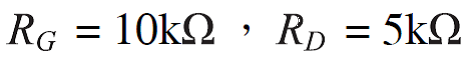 R_G = 10kΩ ， R_D = 5kΩ